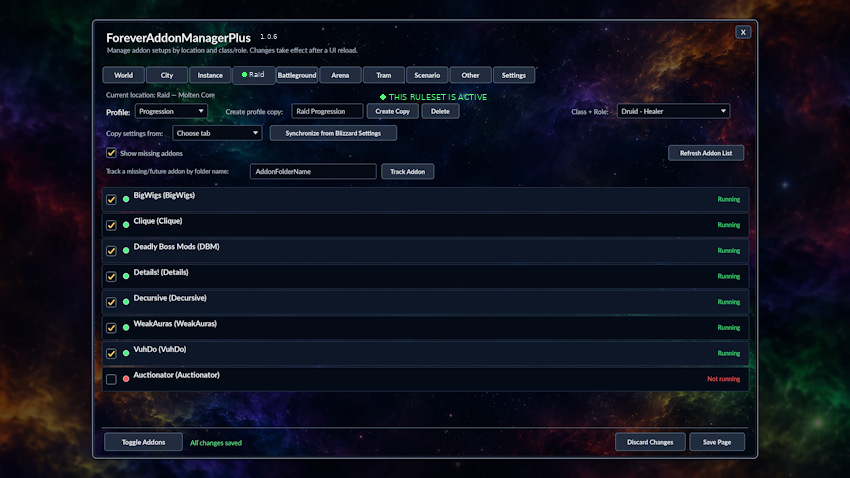 ForeverAddonManagerPlus 1.0.6
X
Manage addon setups by location and class/role. Changes take effect after a UI reload.
World City Instance Raid Battleground Arena Tram Scenario Other Settings
Current location: Raid — Molten Core
THIS RULESET IS ACTIVE
Profile: Progression Create profile copy: Raid Progression Create Copy Delete Class + Role: Druid - Healer
Copy settings from: Choose tab Synchronize from Blizzard Settings
Show missing addons Refresh Addon List
Track a missing/future addon by folder name: AddonFolderName Track Addon
BigWigs (BigWigs) Running
Clique (Clique) Running
Deadly Boss Mods (DBM) Running
Details! (Details) Running
Decursive (Decursive) Running
WeakAuras (WeakAuras) Running
VuhDo (VuhDo) Running
Auctionator (Auctionator) Not running
Toggle Addons All changes saved Discard Changes Save Page